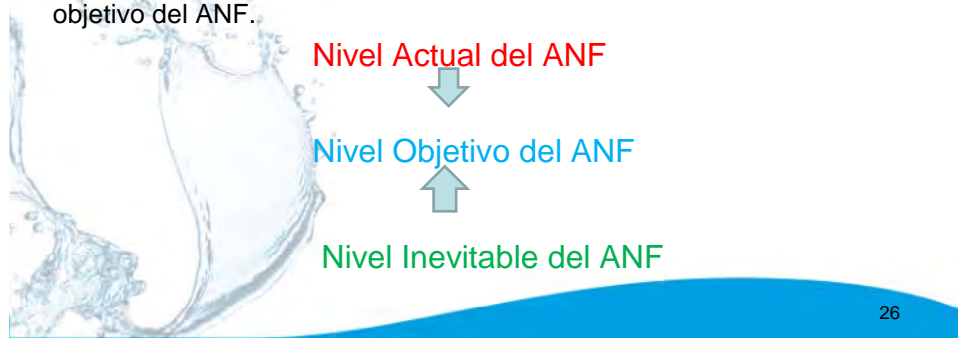 objetivo del ANF.
Nivel Actual del ANF
Nivel Objetivo del ANF
Nivel Inevitable del ANF
26